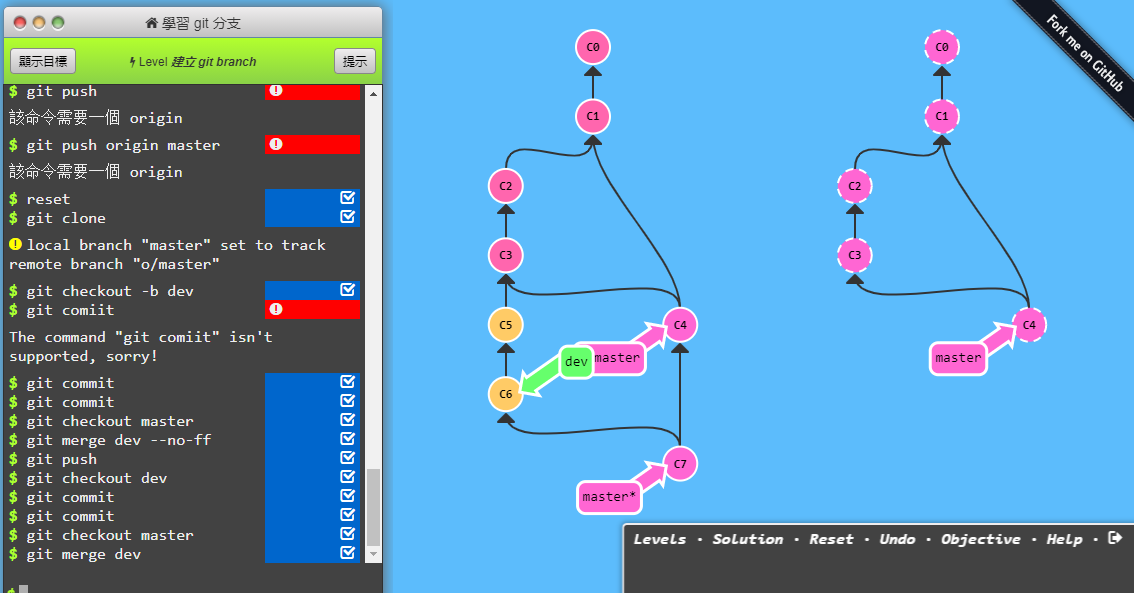 學習 git 分支
顯示目標
Level 建立 git branch
提示
$ git push
該命令需要一個 origin
$ git push origin master
該命令需要一個 origin
$ reset
$ git clone
local branch "master" set to track
remote branch "o/master"
$ git checkout -b dev
$ git comiit
The command "git comiit" isn't
supported, sorry!
$ git commit
$ git commit
$ git checkout master
$ git merge dev --no-ff
$ git push
$ git checkout dev
$ git commit
$ git commit
$ git checkout master
$ git merge dev
$
C0
C1
C2
C3
C5
C4
dev
master
C6
C7
master*
C0
C1
C2
C3
C4
master
Fork me on GitHub
Levels · Solution · Reset · Undo · Objective · Help ·